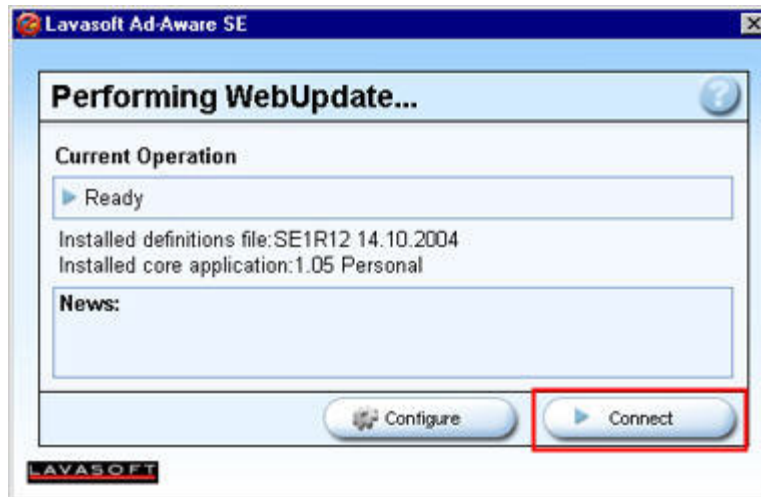 Lavasoft Ad-Aware SE
Performing WebUpdate...
Current Operation
Ready
Installed definitions file:SE1R12 14.10.2004
Installed core application:1.05 Personal
News:
Configure
Connect
LAVASOFT